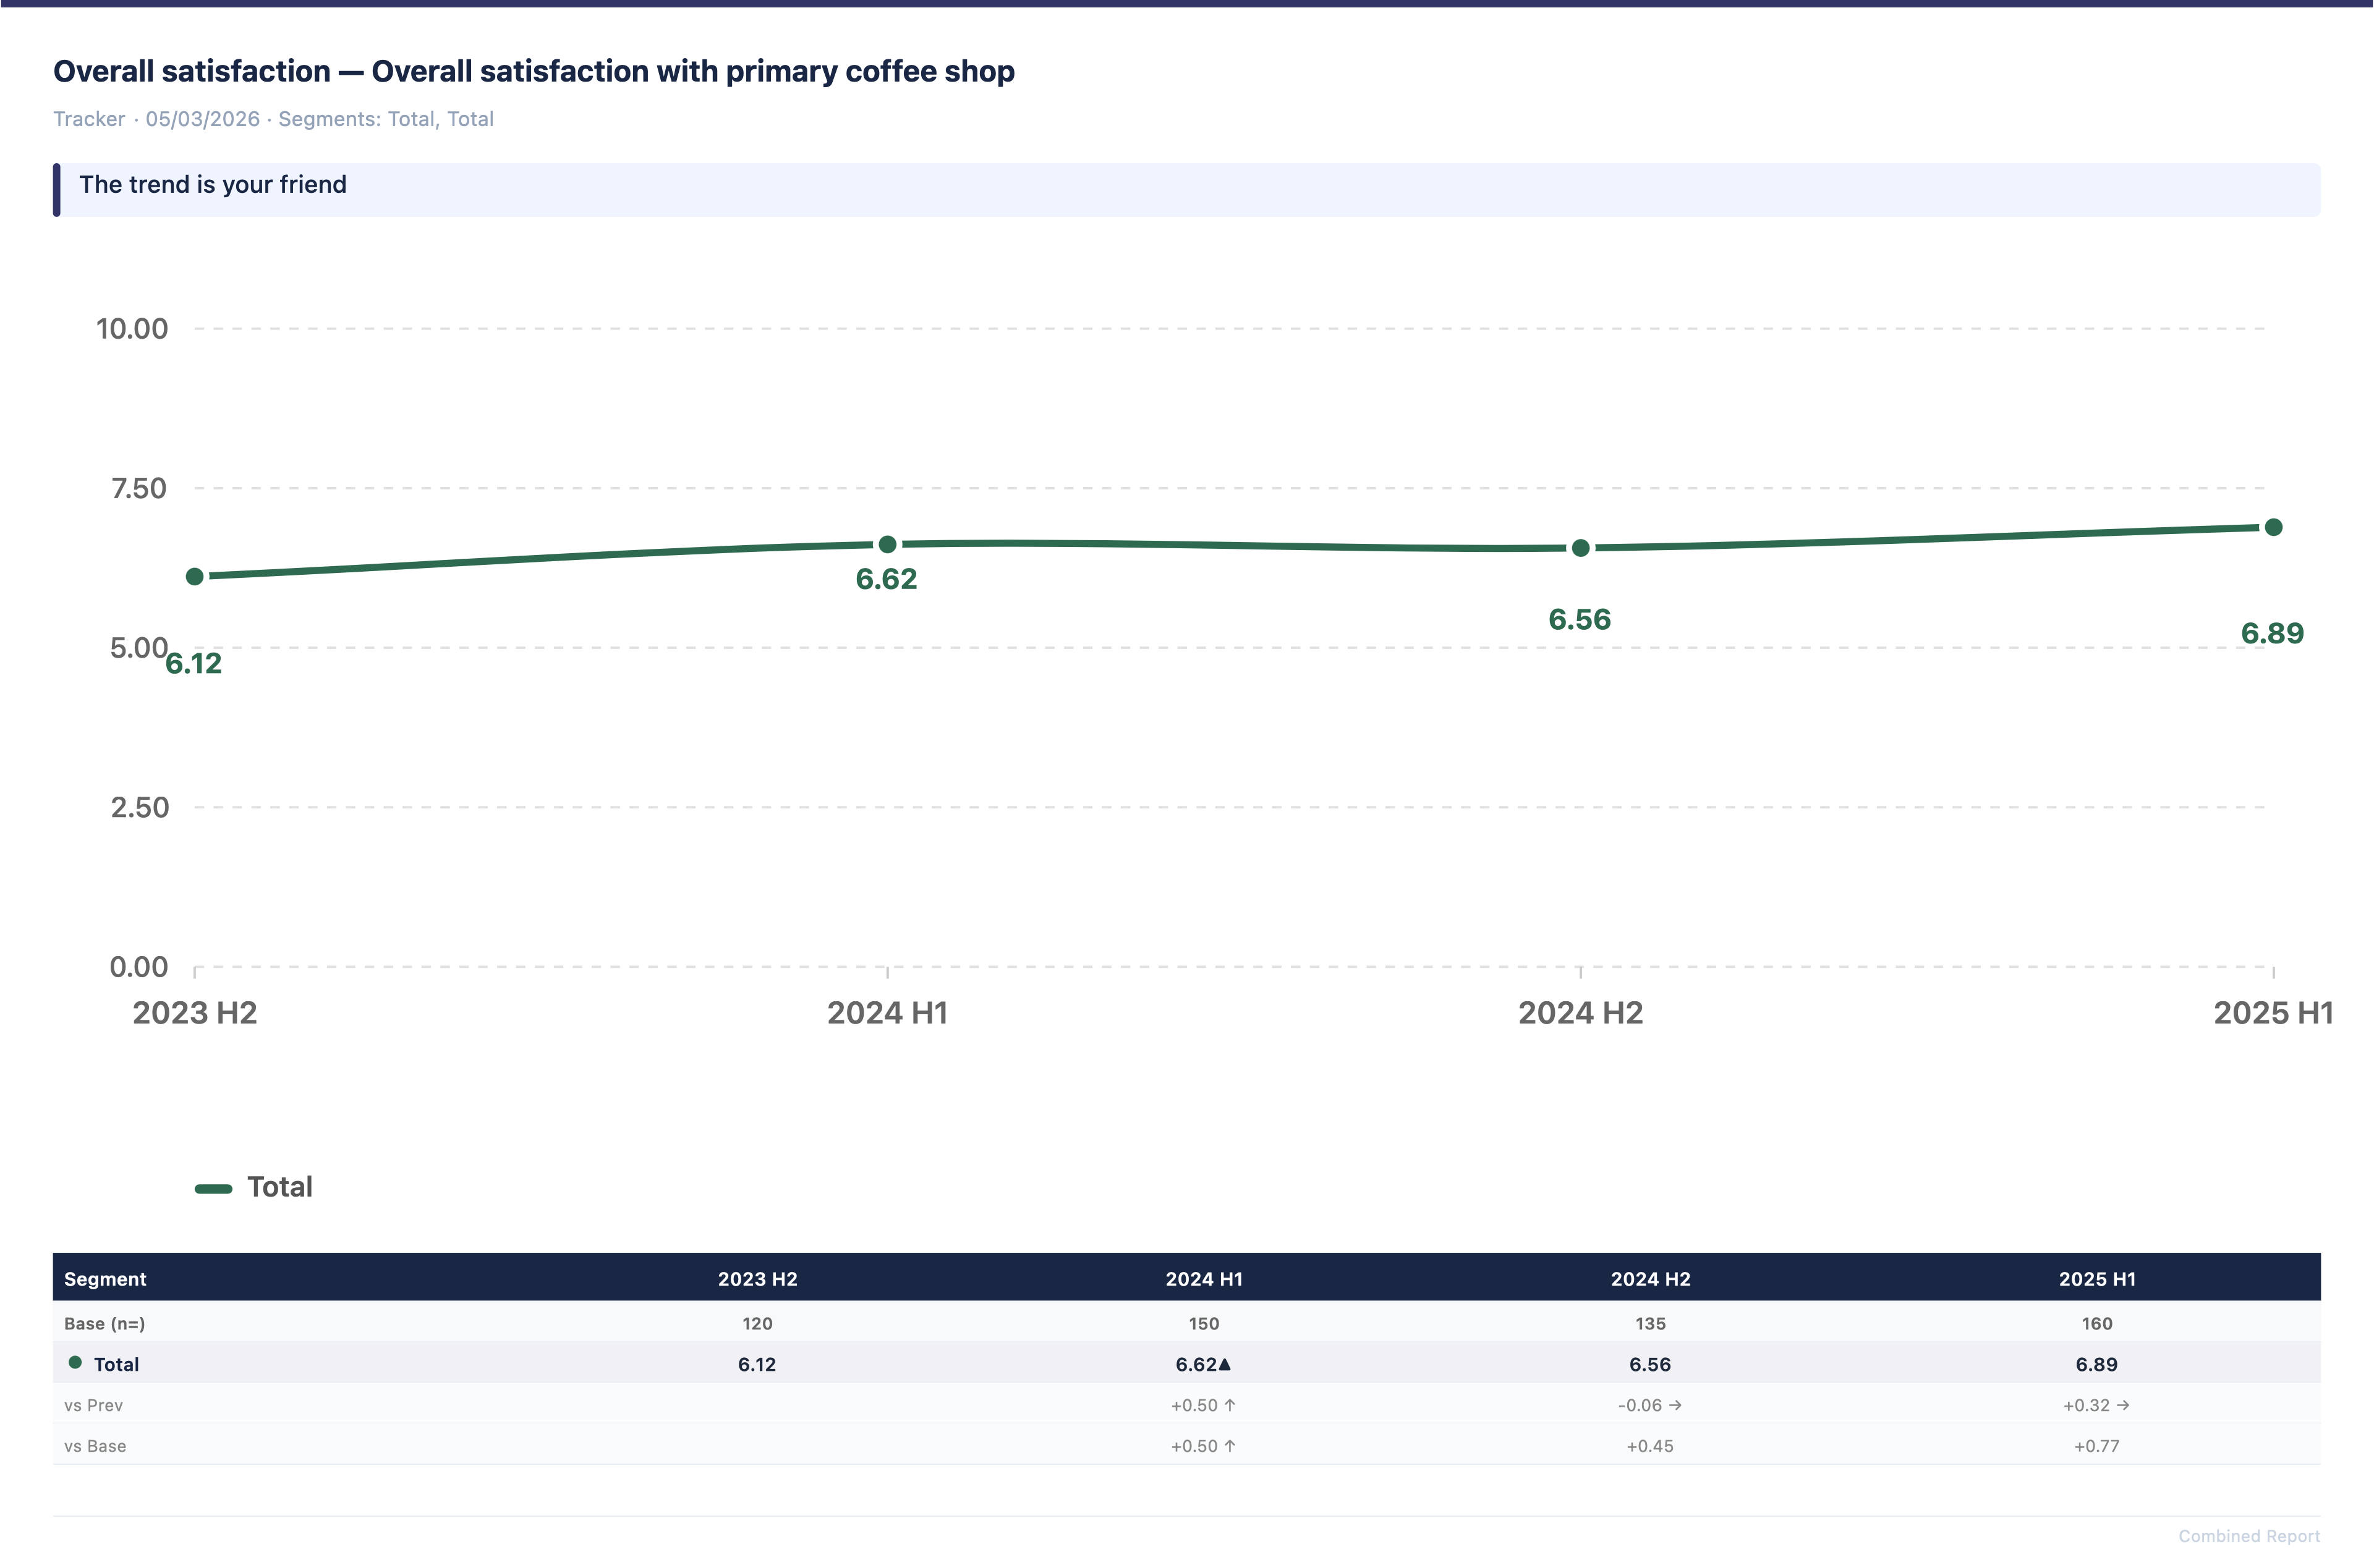 Overall satisfaction — Overall satisfaction with primary coffee shop
Tracker · 05/03/2026 · Segments: Total, Total
The trend is your friend
10.00
7.50
5.00
2.50
0.00
6.12
6.62
6.56
6.89
2023 H2 2024 H1 2024 H2 2025 H1
Total
Segment 2023 H2 2024 H1 2024 H2 2025 H1
Base (n=) 120 150 135 160
Total 6.12 6.62▲ 6.56 6.89
vs Prev +0.50 ↑ -0.06 → +0.32 →
vs Base +0.50 ↑ +0.45 +0.77
Combined Report